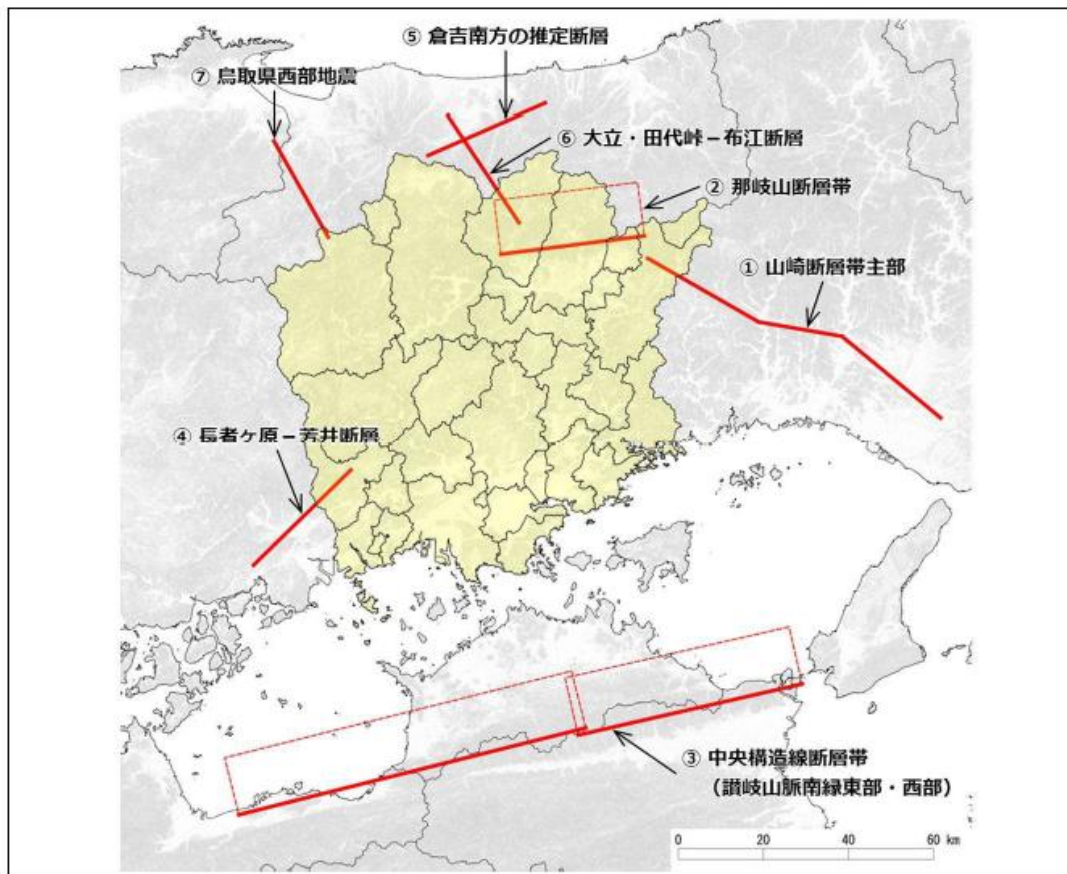 ⑤ 倉吉南方の推定断層
⑦ 鳥取県西部地震
⑥ 大立・田代峠－布江断層
② 那岐山断層帯
① 山崎断層帯主部
④ 長者ヶ原－芳井断層
③ 中央構造線断層帯
（讃岐山脈南縁東部・西部）
0 20 40 60 km